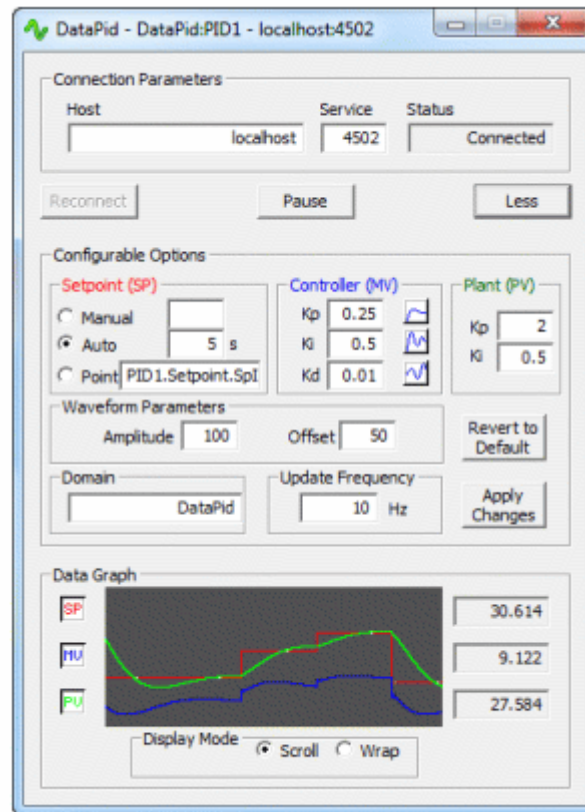 DataPid - DataPid:PID1 - localhost:4502
Connection Parameters
Host Service Status
localhost 4502 Connected
Reconnect Pause Less
Configurable Options
Setpoint (SP) Controller (MV) Plant (PV)
Manual Kp 0.25 Kp 2
Auto 5 s Ki 0.5 Ki 0.5
Point PID1.Setpoint.SpI Kd 0.01
Waveform Parameters
Amplitude 100 Offset 50 Revert to
Default
Domain Update Frequency
DataPid 10 Hz Apply
Changes
Data Graph
SP 30.614
MV 9.122
PV 27.584
Display Mode Scroll Wrap